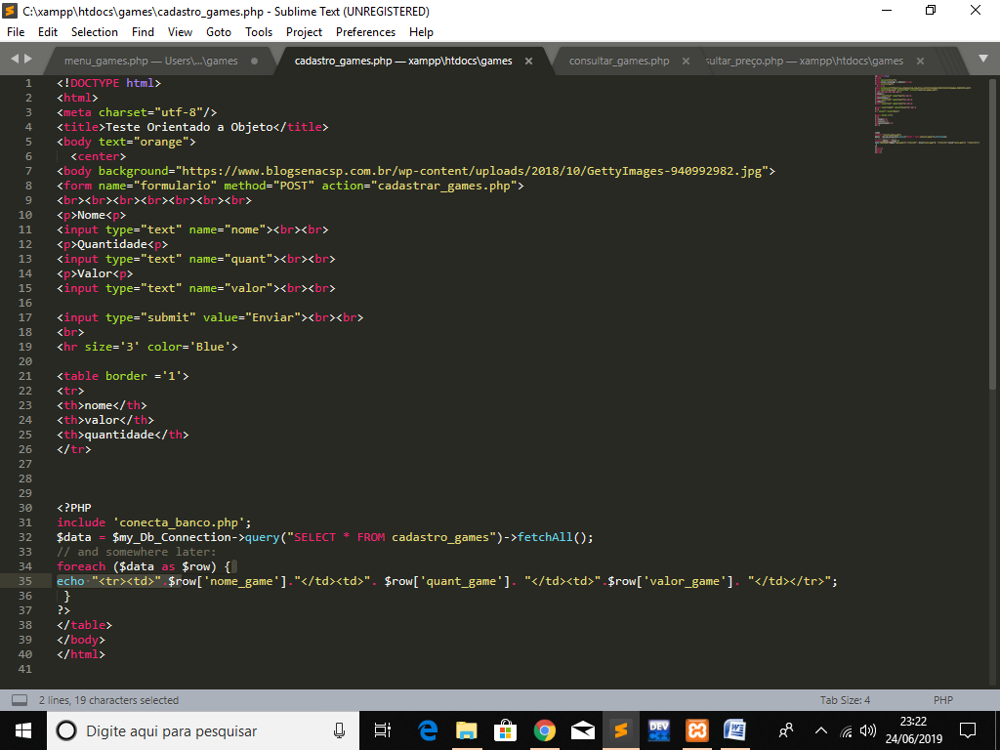 C:\xampp\htdocs\games\cadastro_games.php - Sublime Text (UNREGISTERED)
File Edit Selection Find View Goto Tools Project Preferences Help
menu_games.php — Users\...\games
cadastro_games.php — xampp\htdocs\games
consultar_games.php
sultar_preço.php — xampp\htdocs\games
1 <!DOCTYPE html>
2 <html>
3 <meta charset="utf-8"/>
4 <title>Teste Orientado a Objeto</title>
5 <body text="orange">
6 <center>
7 <body background="https://www.blogsenacsp.com.br/wp-content/uploads/2018/10/GettyImages-940992982.jpg">
8 <form name="formulario" method="POST" action="cadastrar_games.php">
9 <br><br><br><br><br><br><br>
10 <p>Nome<p>
11 <input type="text" name="nome"><br><br>
12 <p>Quantidade<p>
13 <input type="text" name="quant"><br><br>
14 <p>Valor<p>
15 <input type="text" name="valor"><br><br>
16
17 <input type="submit" value="Enviar"><br><br>
18 <br>
19 <hr size='3' color='Blue'>
20
21 <table border ='1'>
22 <tr>
23 <th>nome</th>
24 <th>valor</th>
25 <th>quantidade</th>
26 </tr>
27
28
29
30 <?PHP
31 include 'conecta_banco.php';
32 $data = $my_Db_Connection->query("SELECT * FROM cadastro_games")->fetchAll();
33 // and somewhere later:
34 foreach ($data as $row) {
35 echo "<tr><td>".$row['nome_game']."</td><td>". $row['quant_game']. "</td><td>".$row['valor_game']. "</td></tr>";
36 }
37 ?>
38 </table>
39 </body>
40 </html>
41
2 lines, 19 characters selected Tab Size: 4 PHP
Digite aqui para pesquisar
DEV
W
23:22
24/06/2019